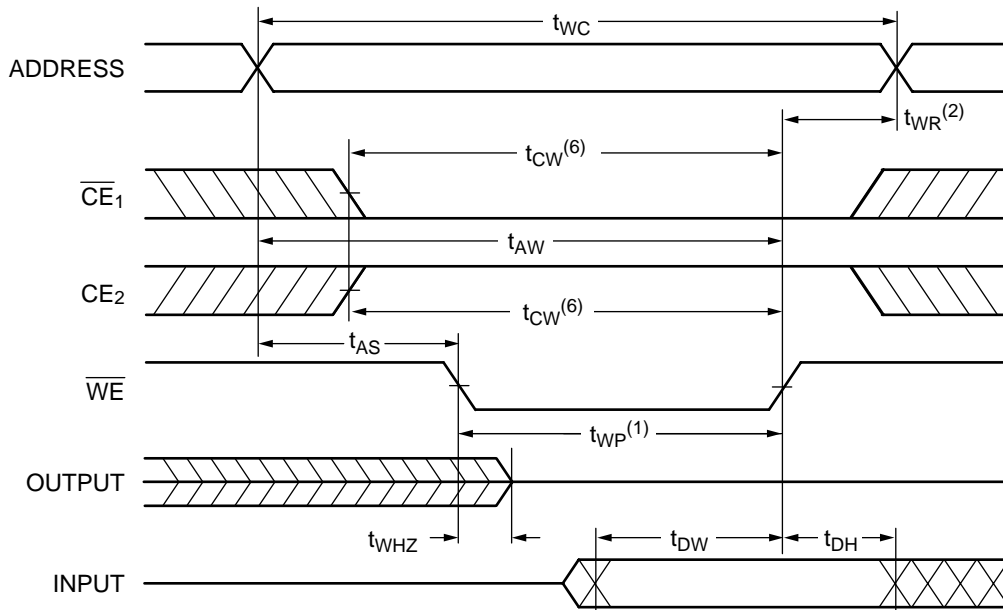 tWC
ADDRESS
tWR(2)
tCW(6)
CE1
tAW
CE2
tCW(6)
tAS
WE
tWP(1)
OUTPUT
tWHZ
tDW
tDH
INPUT